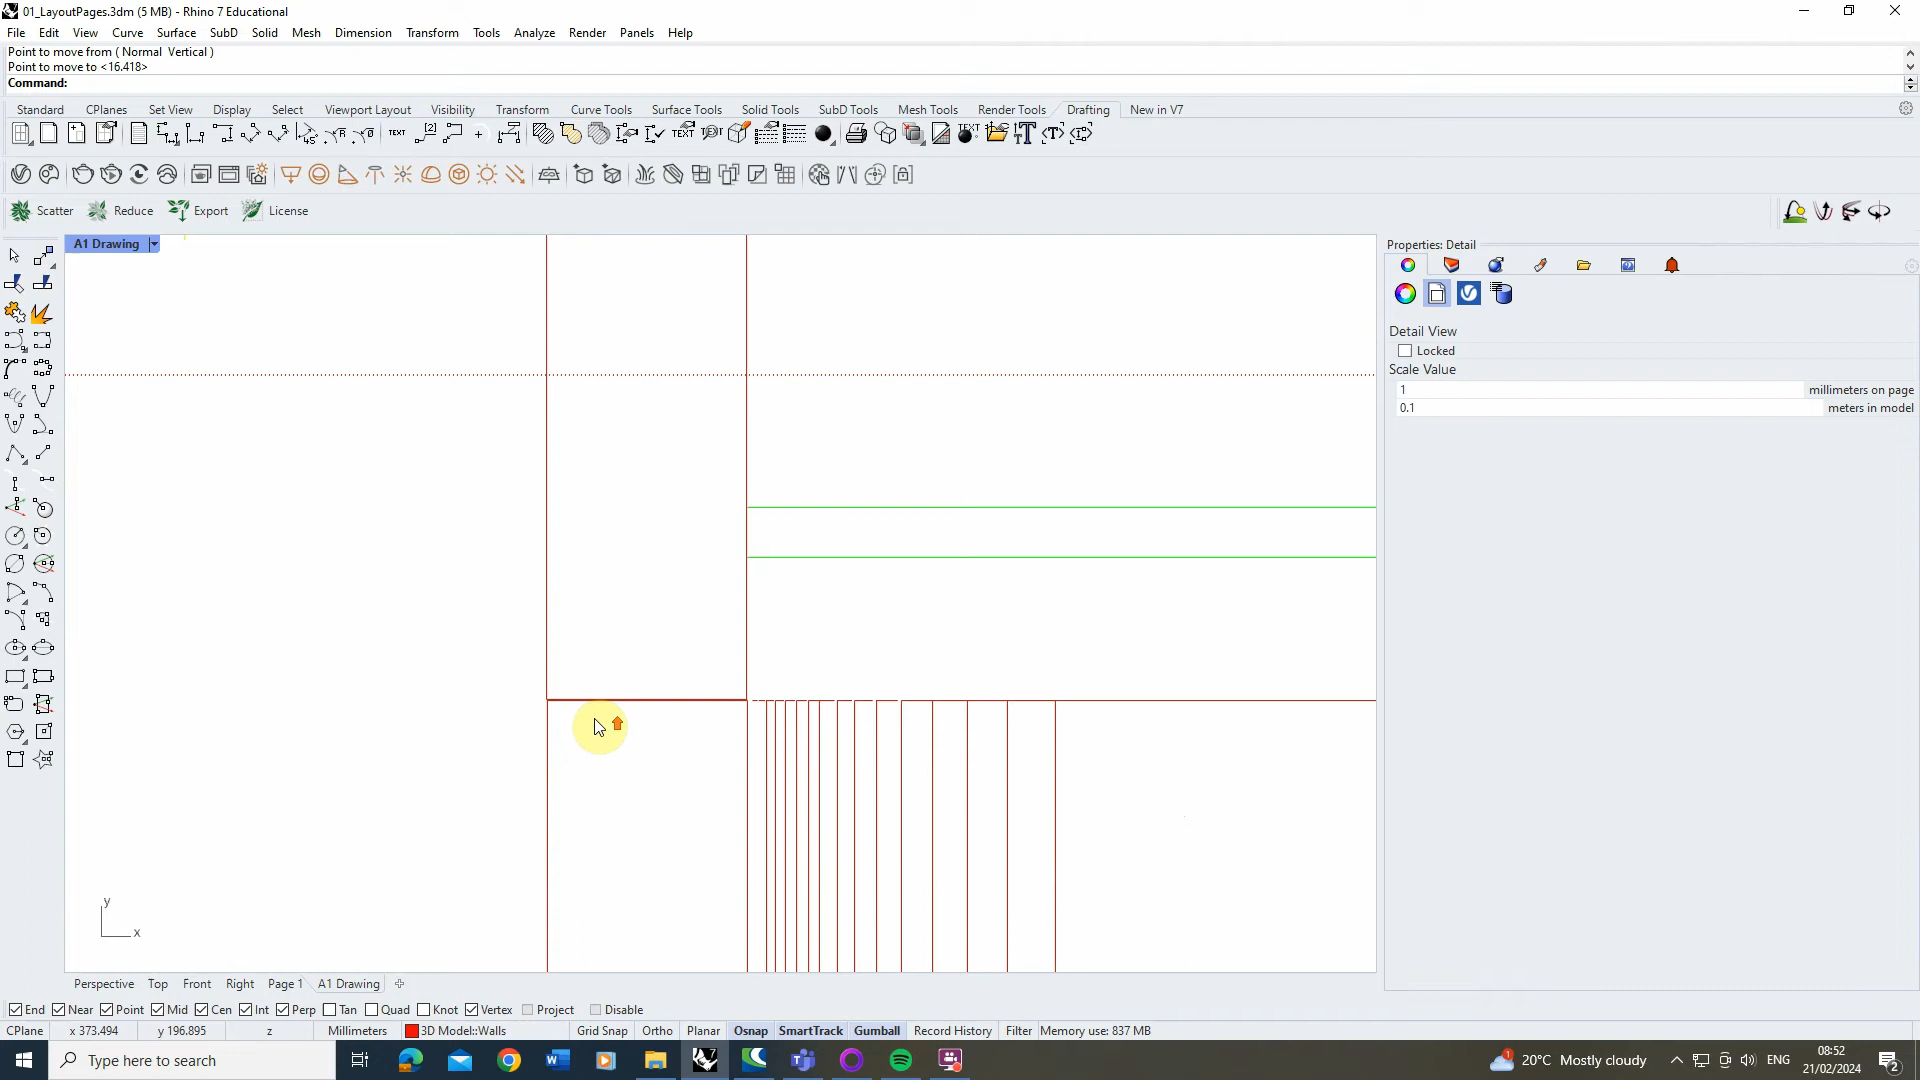 01_LayoutPages.3dm (5 MB) - Rhino 7 Educational
File Edit View Curve Surface SubD Solid Mesh Dimension Transform Tools Analyze Render Panels Help
Point to move from ( Normal Vertical )
Point to move to <16.418>
Command:
Standard CPlanes Set View Display Select Viewport Layout Visibility Transform Curve Tools Surface Tools Solid Tools SubD Tools Mesh Tools Render Tools Drafting New in V7
Scatter Reduce Export License
A1 Drawing
Properties: Detail
Detail View
Locked
Scale Value
1 millimeters on page
0.1 meters in model
y
x
Perspective Top Front Right Page 1 A1 Drawing
End Near Point Mid Cen Int Perp Tan Quad Knot Vertex Project Disable
CPlane x 373.494 y 196.895 z Millimeters 3D Model::Walls Grid Snap Ortho Planar Osnap SmartTrack Gumball Record History Filter Memory use: 837 MB
Type here to search
20°C Mostly cloudy
ENG
08:52
21/02/2024